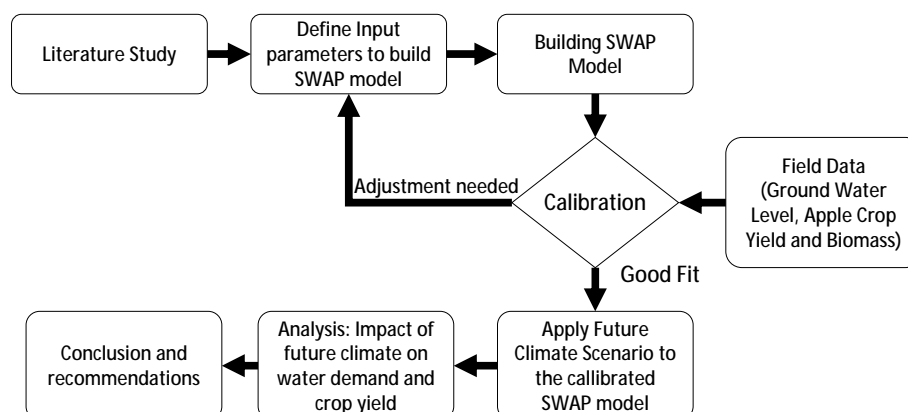 Literature Study
Define Input
parameters to build
SWAP model
Building SWAP
Model
Adjustment needed
Calibration
Field Data
(Ground Water
Level, Apple Crop
Yield and Biomass)
Good Fit
Apply Future
Climate Scenario to
the callibrated
SWAP model
Analysis: Impact of
future climate on
water demand and
crop yield
Conclusion and
recommendations